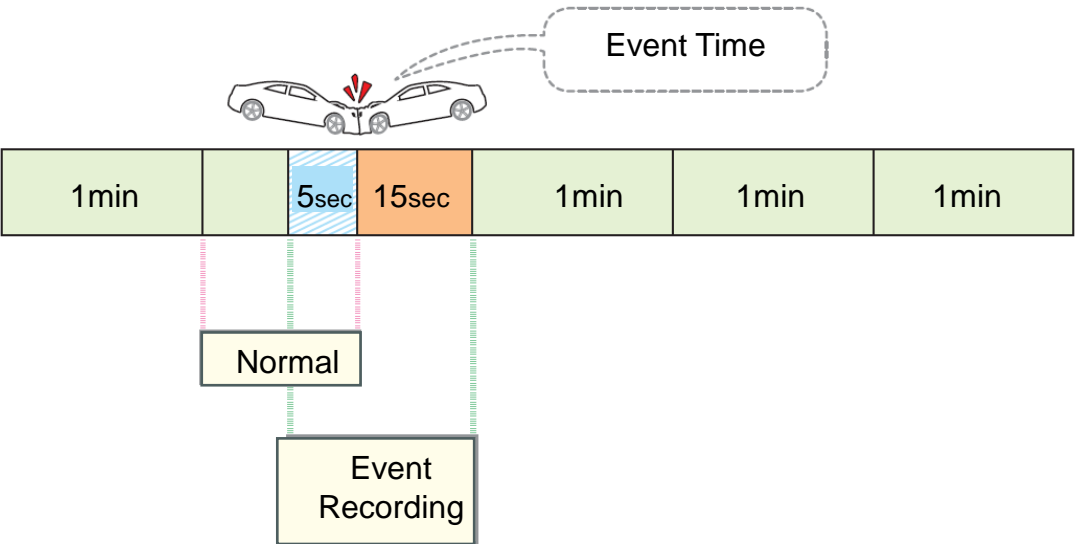 Event Time
1min
5sec
15sec
1min
1min
1min
Normal
Event
Recording